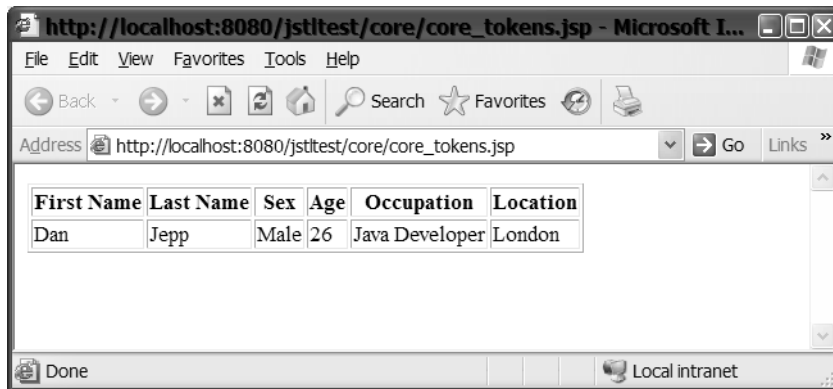 http://localhost:8080/jstltest/core/core_tokens.jsp - Microsoft I...
File Edit View Favorites Tools Help
Back Search Favorites
Address http://localhost:8080/jstltest/core/core_tokens.jsp Go Links »
First Name Last Name Sex Age Occupation Location
Dan Jepp Male 26 Java Developer London
Done Local intranet